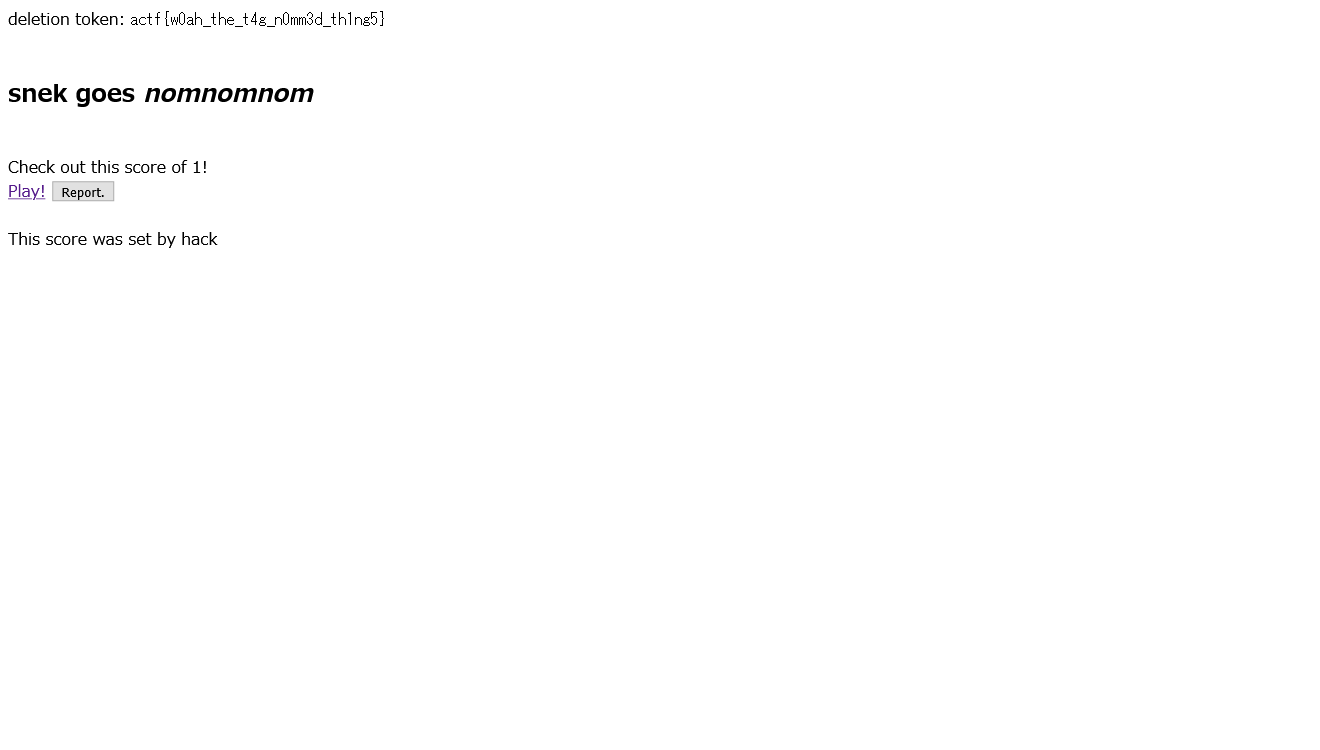 deletion token: actf{w0ah_the_t4g_n0mm3d_th1ng5}
snek goes nomnomnom
Check out this score of 1!
Play! Report.
This score was set by hack